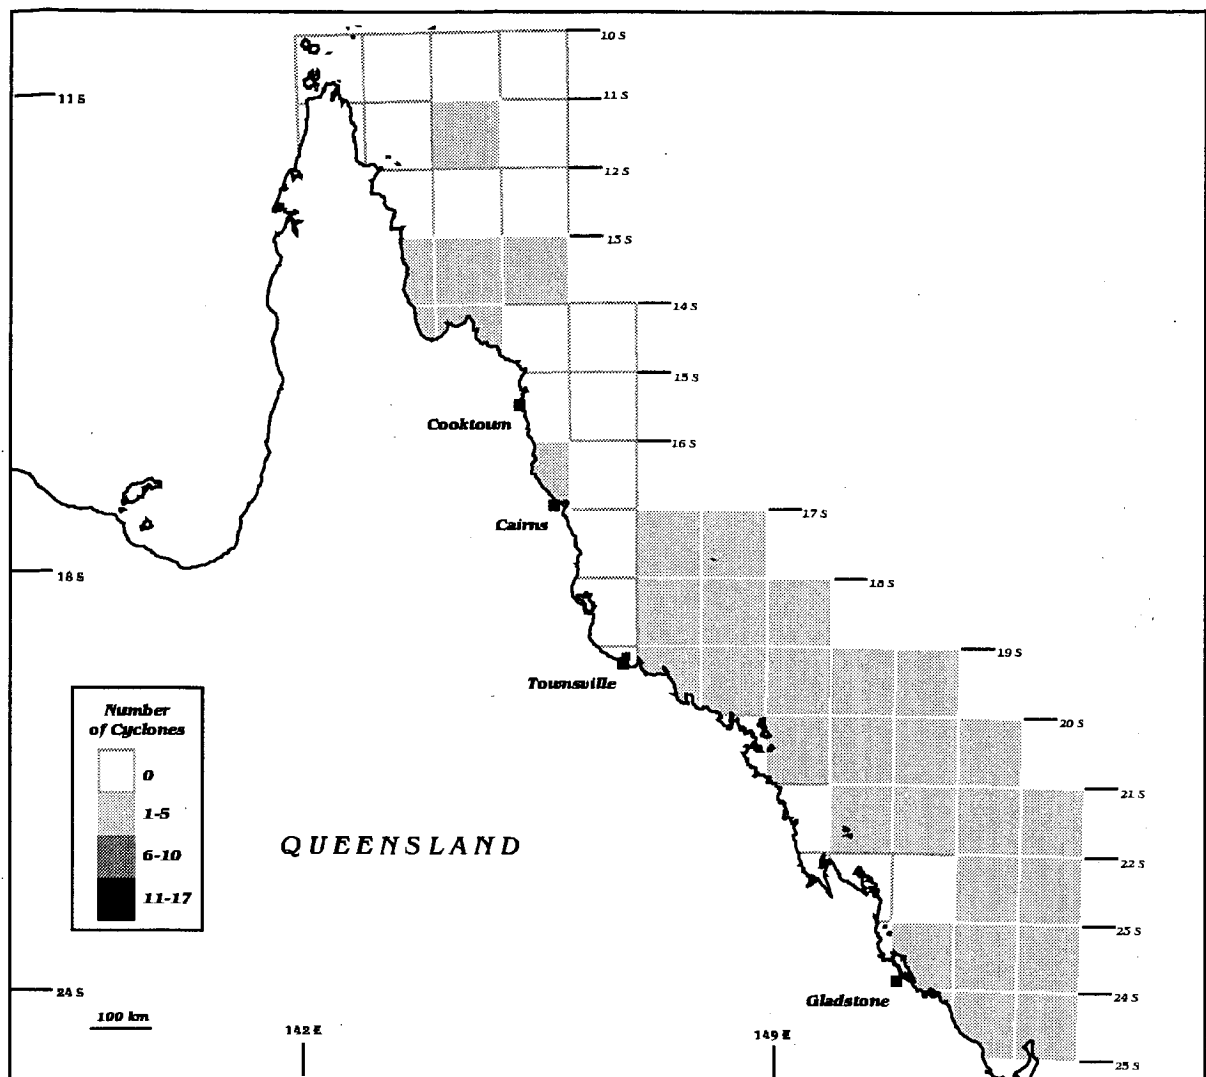 10 S
11 S
11 S
12 S
13 S
14 S
15 S
Cooktown
16 S
Cairns
17 S
18 S
18 S
19 S
Townsville
20 S
Number
of Cyclones
0
1-5
6-10
11-17
21 S
QUEENSLAND
22 S
23 S
Gladstone
24 S
24 S
100 km
142 E
149 E
25 S